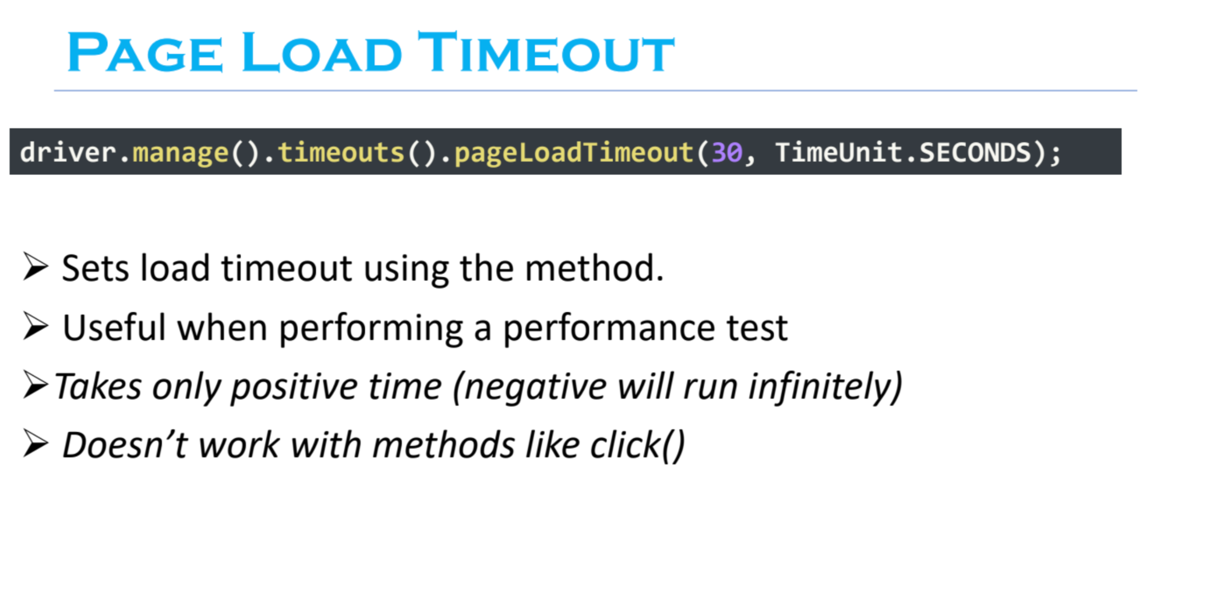 PAGE LOAD TIMEOUT
driver.manage().timeouts().pageLoadTimeout(30, TimeUnit.SECONDS);
➢ Sets load timeout using the method.
➢ Useful when performing a performance test
➢ Takes only positive time (negative will run infinitely)
➢ Doesn’t work with methods like click()